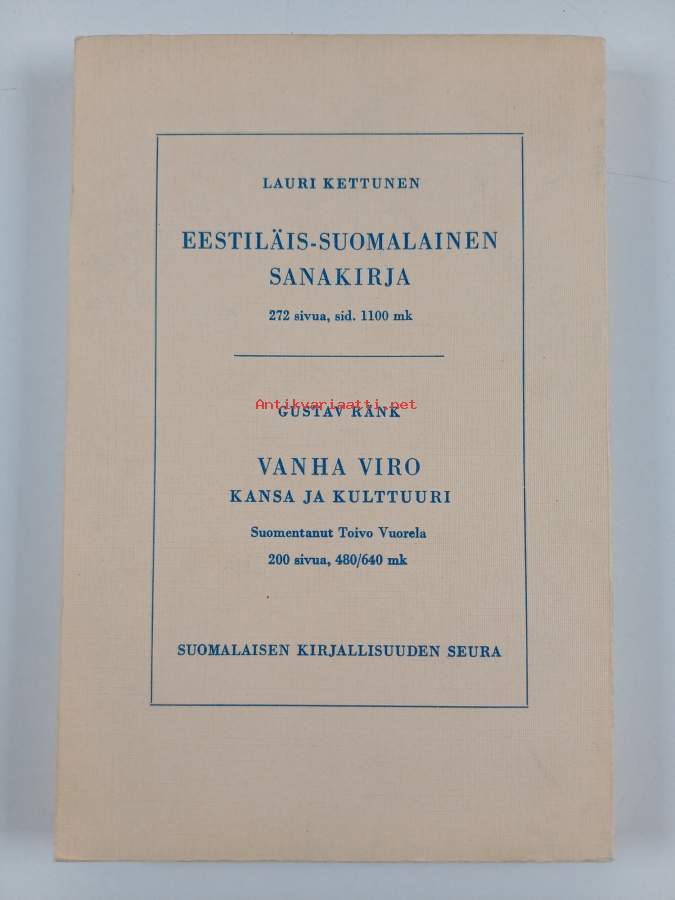 LAURI KETTUNEN
EESTILÄIS-SUOMALAINEN
SANAKIRJA
272 sivua, sid. 1100 mk
Antikvariaatti.net
GUSTAV RÄNK
VANHA VIRO
KANSA JA KULTTUURI
Suomentanut Toivo Vuorela
200 sivua, 480/640 mk
SUOMALAISEN KIRJALLISUUDEN SEURA